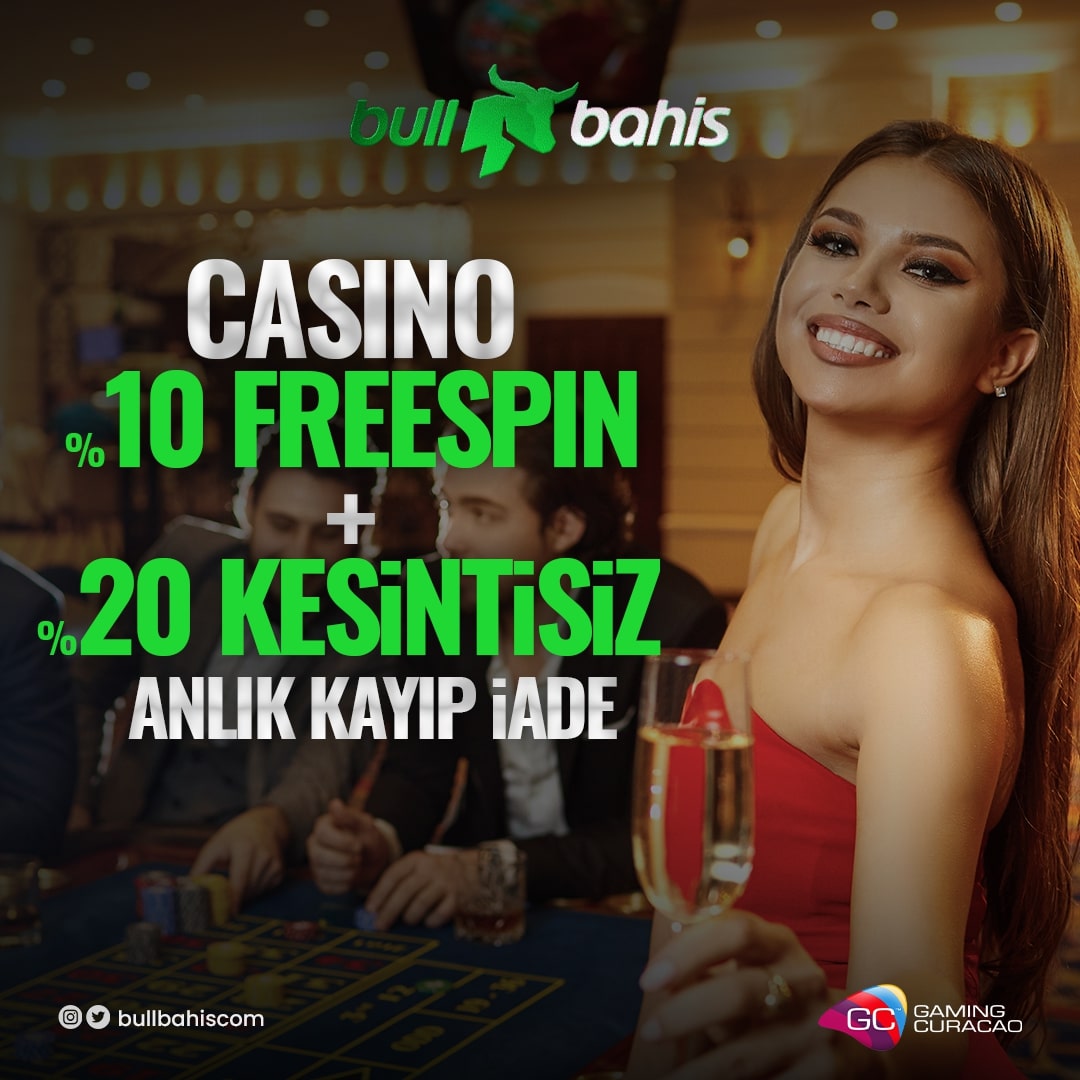 bull bahis
CASINO
%10 FREESPIN
+
%20 KESİNTİSİZ
ANLIK KAYIP İADE
bullbahiscom
GC GAMING
CURACAO